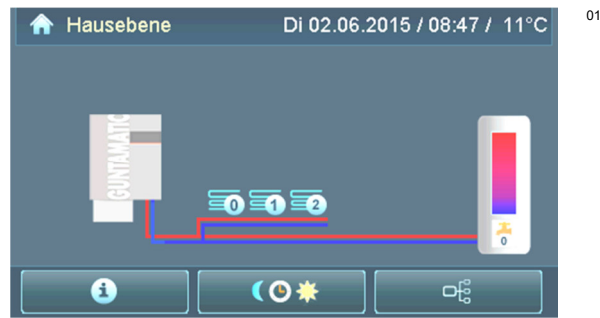 Hausebene Di 02.06.2015 / 08:47 / 11°C
01
GUNTAMATIC
0 1 2
0
i